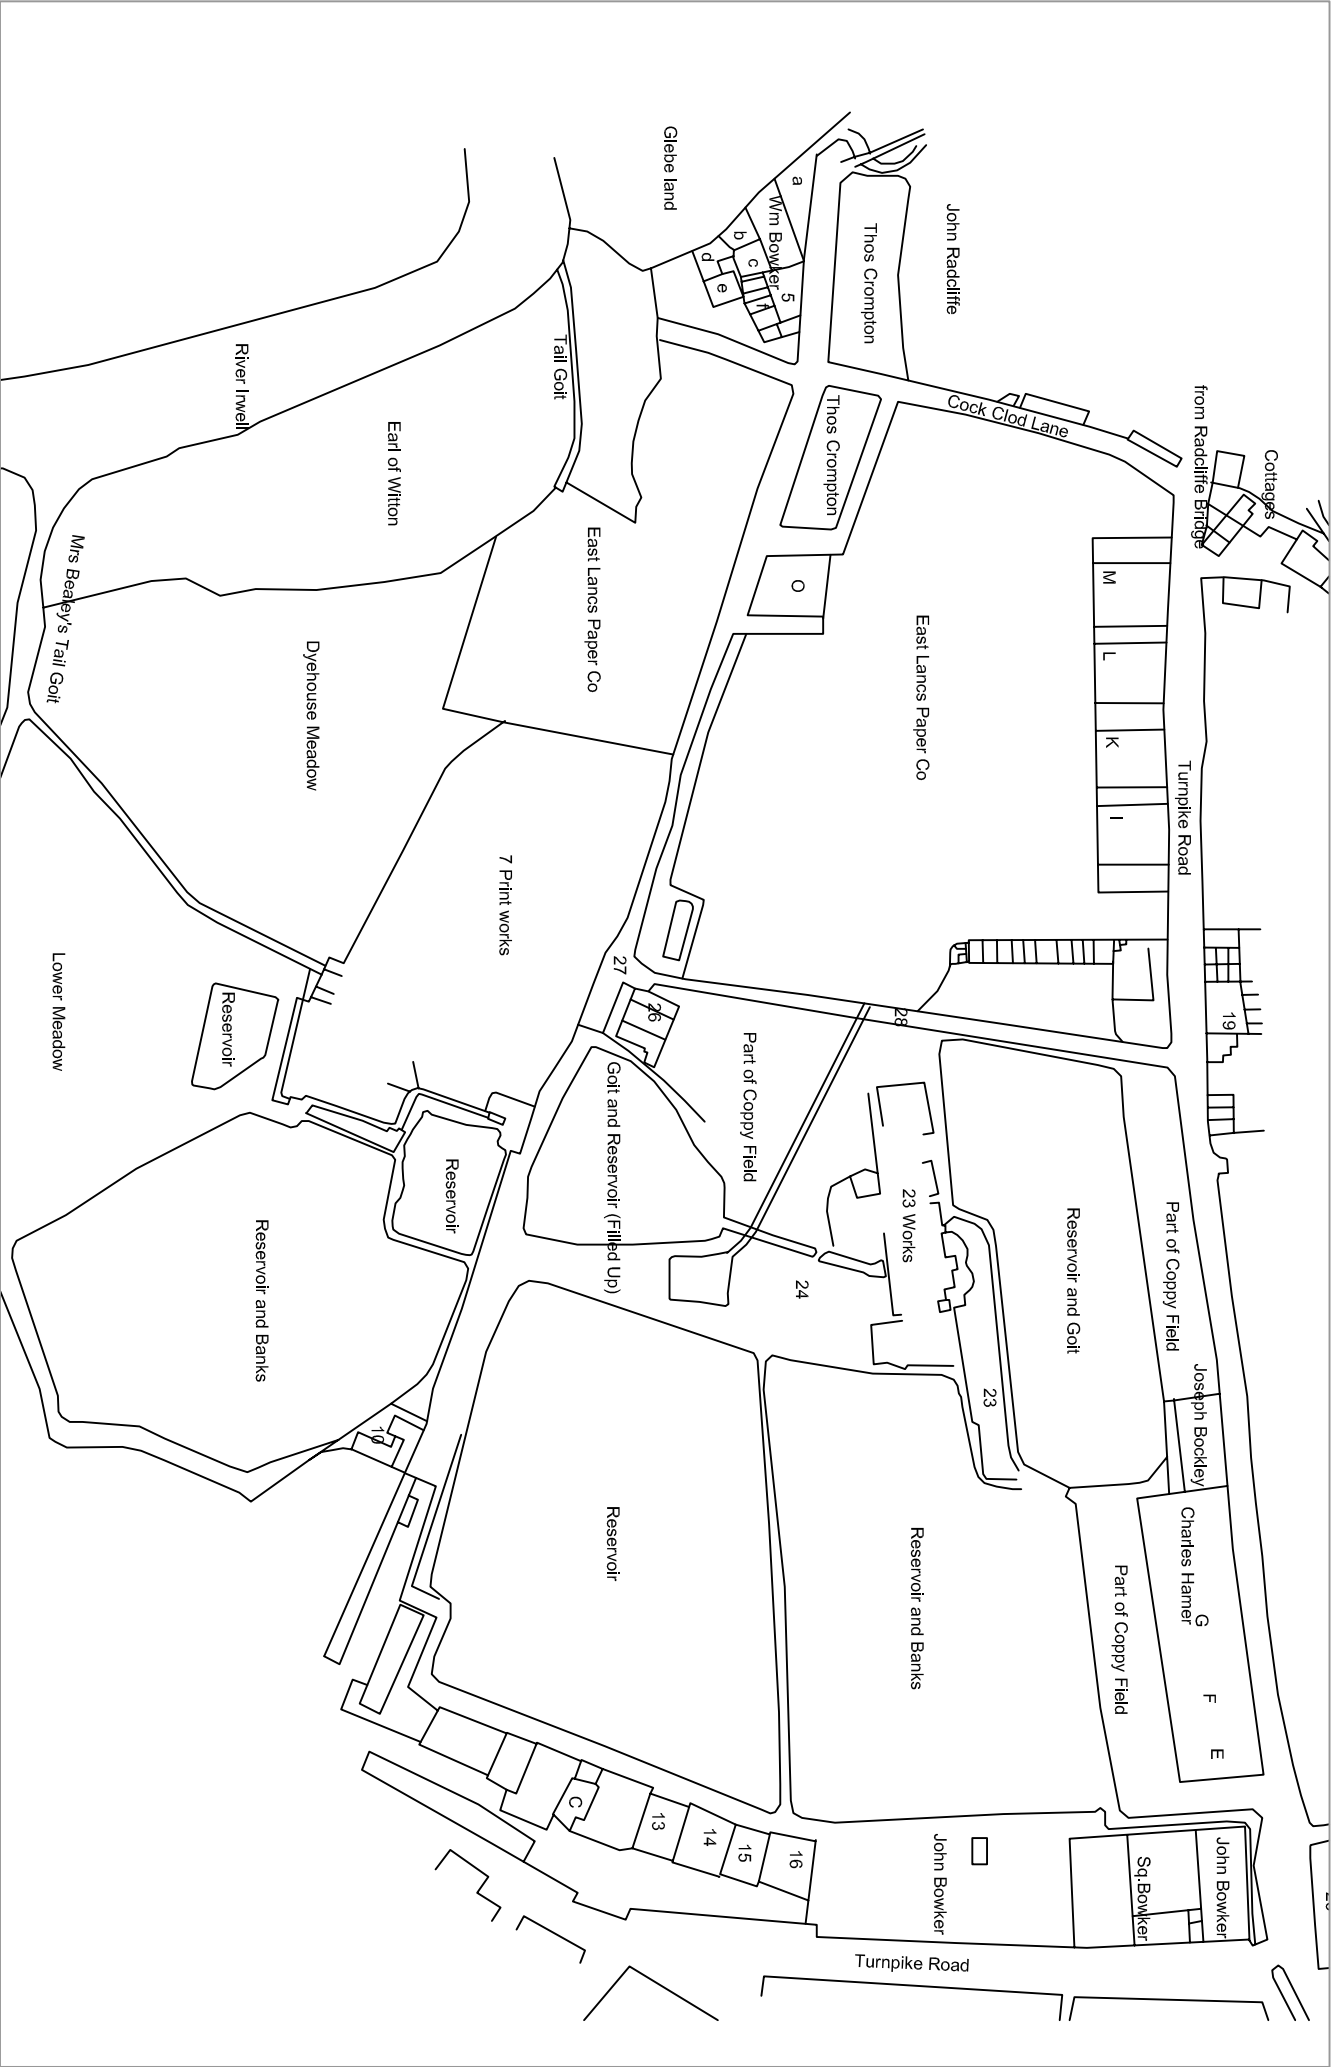 Cottages
from Radcliffe Bridge
Turnpike Road
19
Joseph Bockley
Charles Hamer
G
F
E
John Bowker
Sq.Bowker
M
L
K
I
Part of Coppy Field
Part of Coppy Field
Reservoir and Goit
Cock Clod Lane
John Radcliffe
East Lancs Paper Co
28
23 Works
23
Reservoir and Banks
John Bowker
Turnpike Road
Thos Crompton
Thos Crompton
O
24
16
a
Wm Bowker
5
b
c
d
e
f
Part of Coppy Field
15
14
13
C
Glebe land
26
27
Goit and Reservoir (Filled Up)
Reservoir
East Lancs Paper Co
Tail Goit
7 Print works
Reservoir
10
Earl of Witton
Dyehouse Meadow
Reservoir
Reservoir and Banks
River Irwell
Mrs Bealey's Tail Goit
Lower Meadow